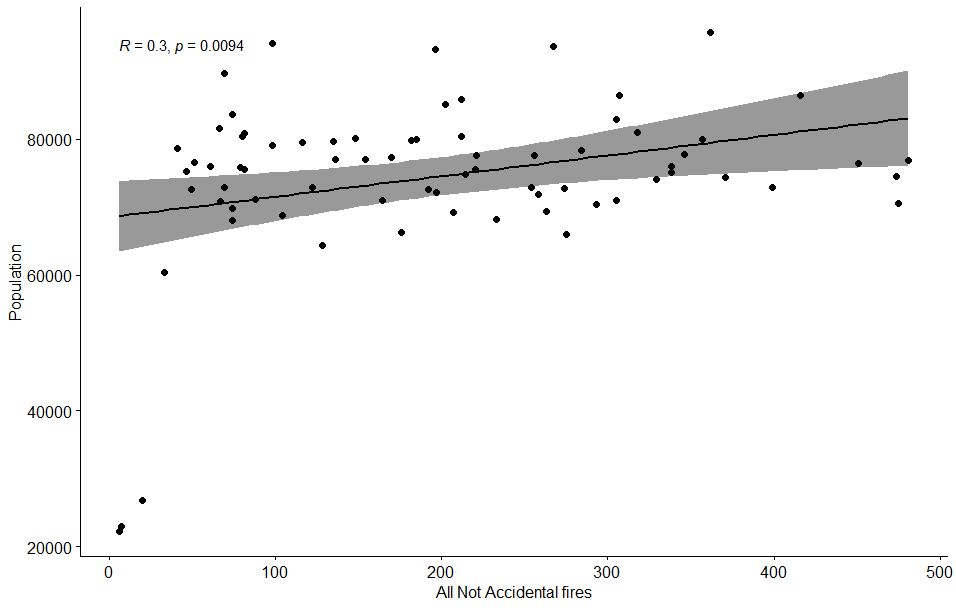 R = 0.3, p = 0.0094
80000
60000
40000
20000
Population
0 100 200 300 400 500
All Not Accidental fires